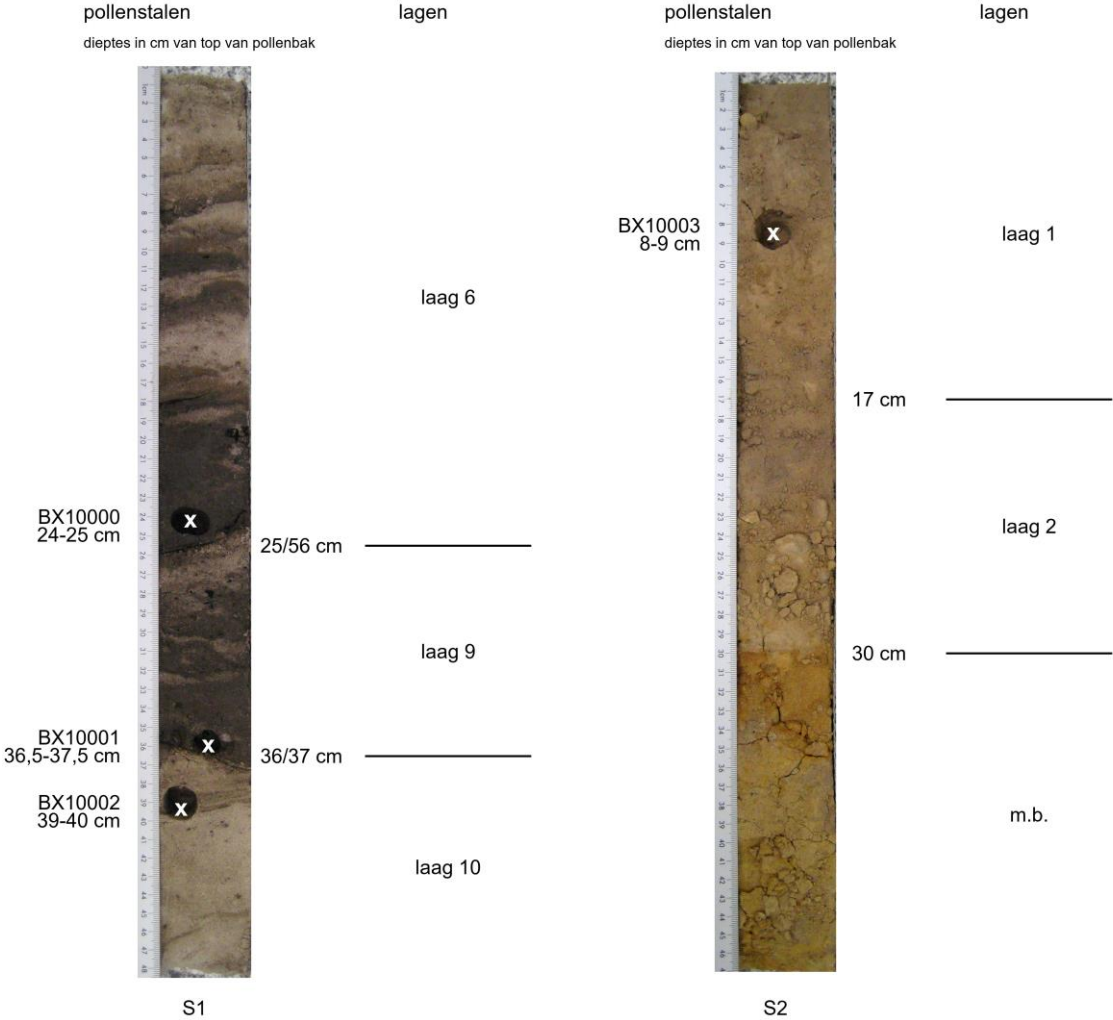 pollenstalen
lagen
dieptes in cm van top van pollenbak
BX10000
24-25 cm
BX10001
36,5-37,5 cm
BX10002
39-40 cm
x
x
x
laag 6
25/56 cm
laag 9
36/37 cm
laag 10
S1
pollenstalen
lagen
dieptes in cm van top van pollenbak
BX10003
8-9 cm
x
laag 1
17 cm
laag 2
30 cm
m.b.
S2